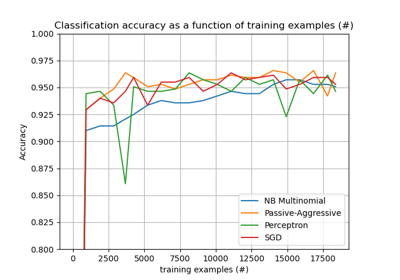 Classification accuracy as a function of training examples (#)
1.000
0.975
0.950
0.925
0.900
0.875
0.850
0.825
0.800
Accuracy
NB Multinomial
Passive-Aggressive
Perceptron
SGD
0
2500
5000
7500
10000
12500
15000
17500
training examples (#)